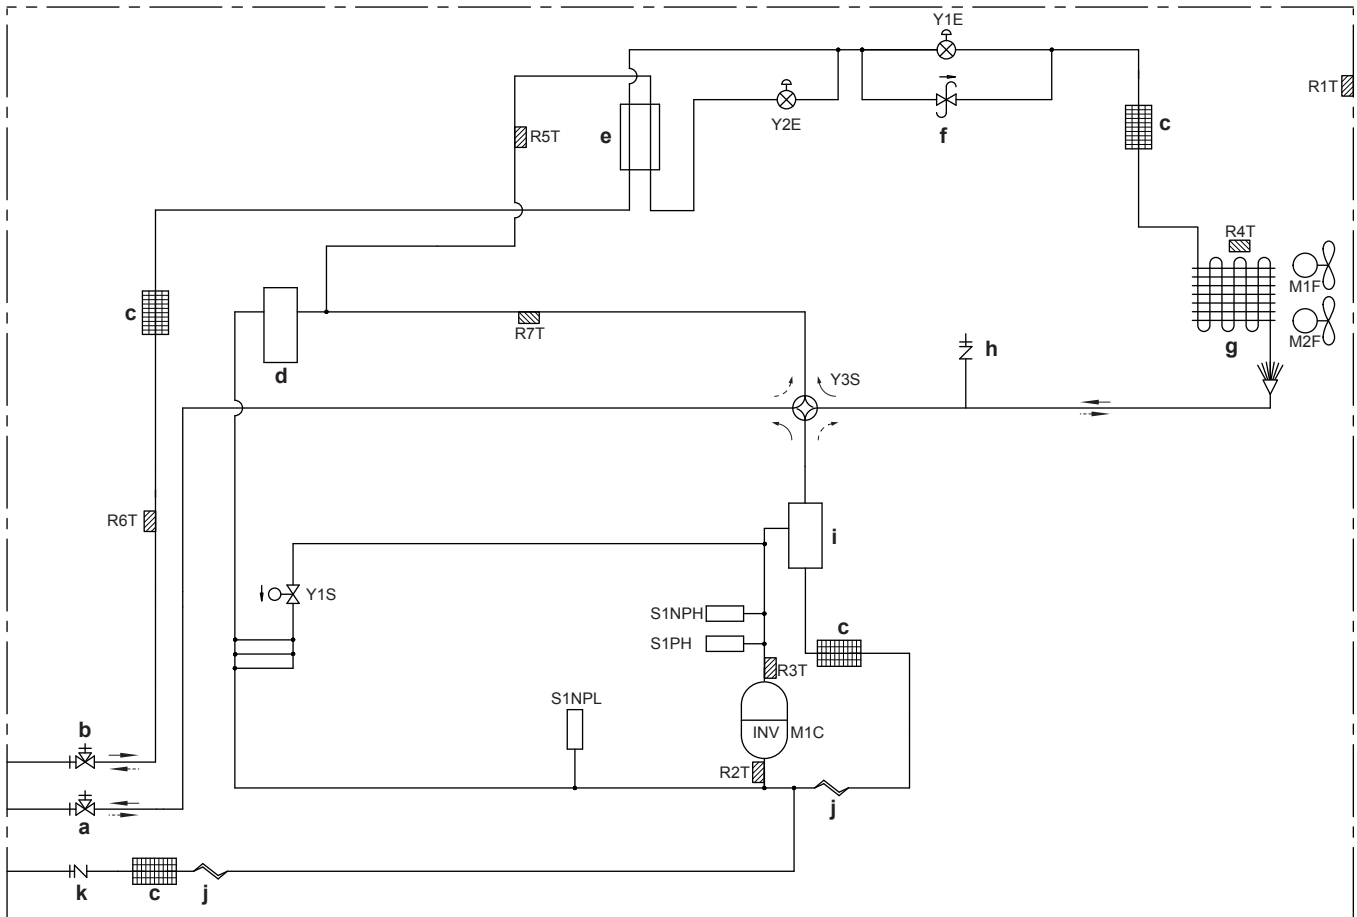 Y1E
R1T
c
Y2E
f
e
R5T
R4T
M1F
c
R7T
M2F
g
h
d
Y3S
R6T
i
Y1S
S1NPH
c
S1PH
R3T
S1NPL
b
INV
M1C
R2T
a
j
k
c
j